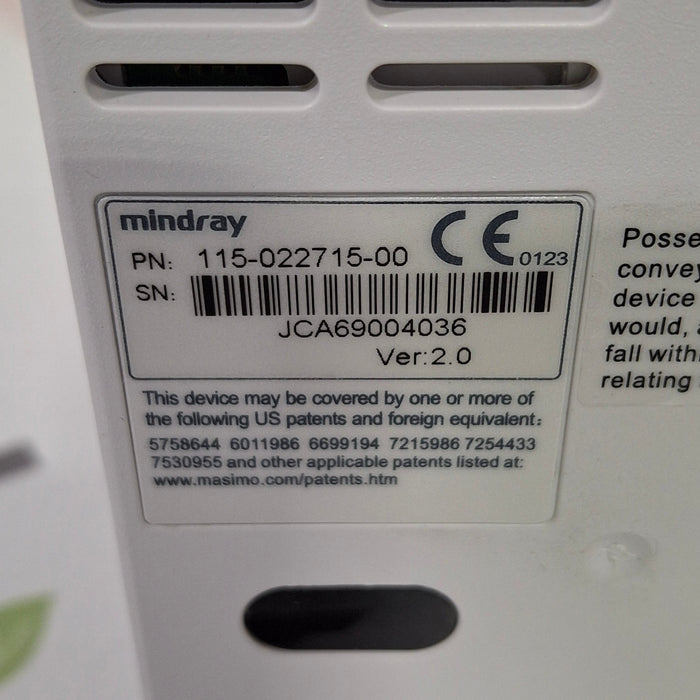 mindray
CE 0123
PN: 115-022715-00
SN:
JCA69004036
Ver:2.0
This device may be covered by one or more of
the following US patents and foreign equivalent:
5758644 6011986 6699194 7215986 7254433
7530955 and other applicable patents listed at:
www.masimo.com/patents.htm
Posse
convey
device
would, a
fall with
relating